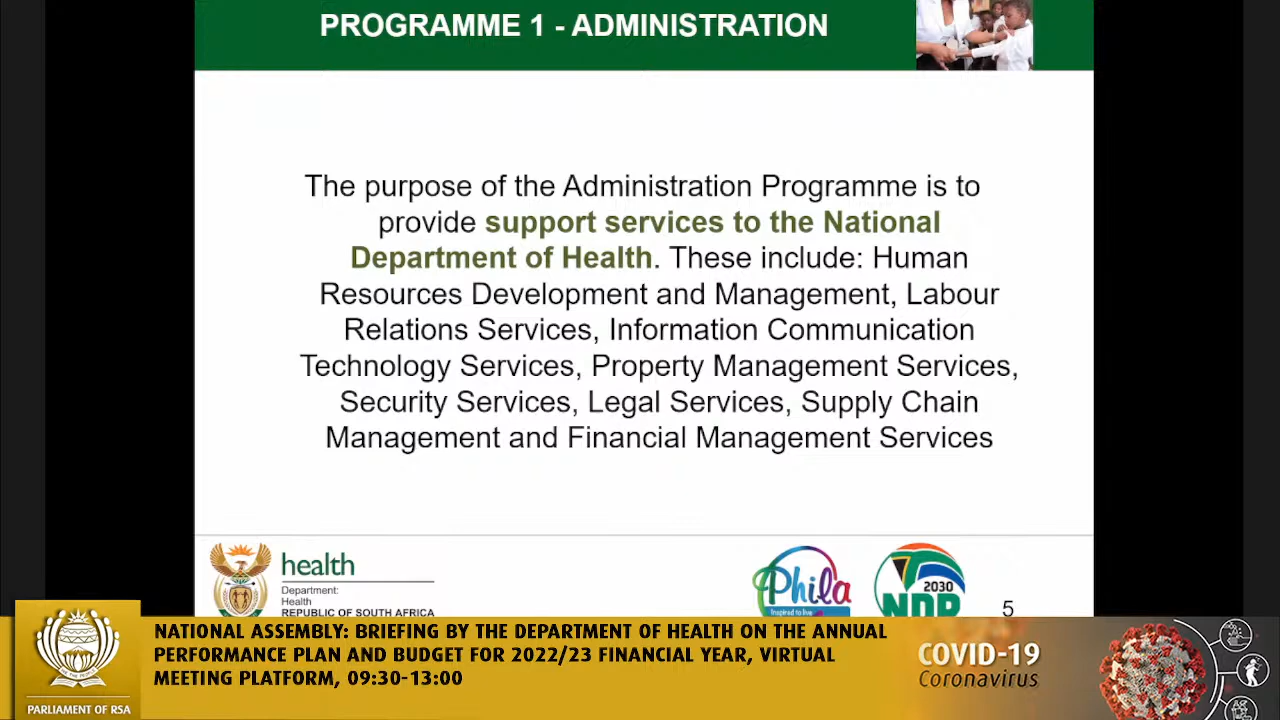 PROGRAMME 1 - ADMINISTRATION
The purpose of the Administration Programme is to
provide support services to the National
Department of Health. These include: Human
Resources Development and Management, Labour
Relations Services, Information Communication
Technology Services, Property Management Services,
Security Services, Legal Services, Supply Chain
Management and Financial Management Services
health
Department:
Health
REPUBLIC OF SOUTH AFRICA
Phila
Inspired to live
2030
NDP
5
PARLIAMENT OF RSA
NATIONAL ASSEMBLY: BRIEFING BY THE DEPARTMENT OF HEALTH ON THE ANNUAL
PERFORMANCE PLAN AND BUDGET FOR 2022/23 FINANCIAL YEAR, VIRTUAL
MEETING PLATFORM, 09:30-13:00
COVID-19
Coronavirus